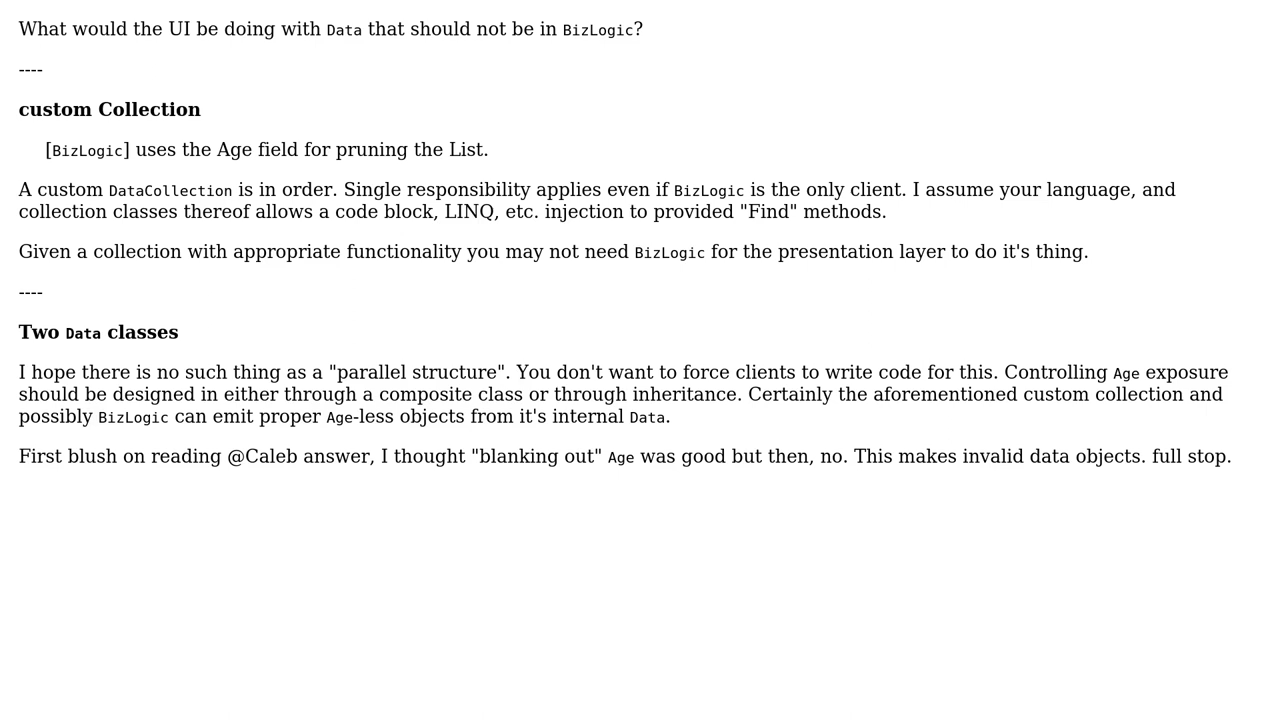 What would the UI be doing with Data that should not be in BizLogic?
----
custom Collection
[BizLogic] uses the Age field for pruning the List.
A custom DataCollection is in order. Single responsibility applies even if BizLogic is the only client. I assume your language, and
collection classes thereof allows a code block, LINQ, etc. injection to provided "Find" methods.
Given a collection with appropriate functionality you may not need BizLogic for the presentation layer to do it's thing.
----
Two Data classes
I hope there is no such thing as a "parallel structure". You don't want to force clients to write code for this. Controlling Age exposure
should be designed in either through a composite class or through inheritance. Certainly the aforementioned custom collection and
possibly BizLogic can emit proper Age-less objects from it's internal Data.
First blush on reading @Caleb answer, I thought "blanking out" Age was good but then, no. This makes invalid data objects. full stop.